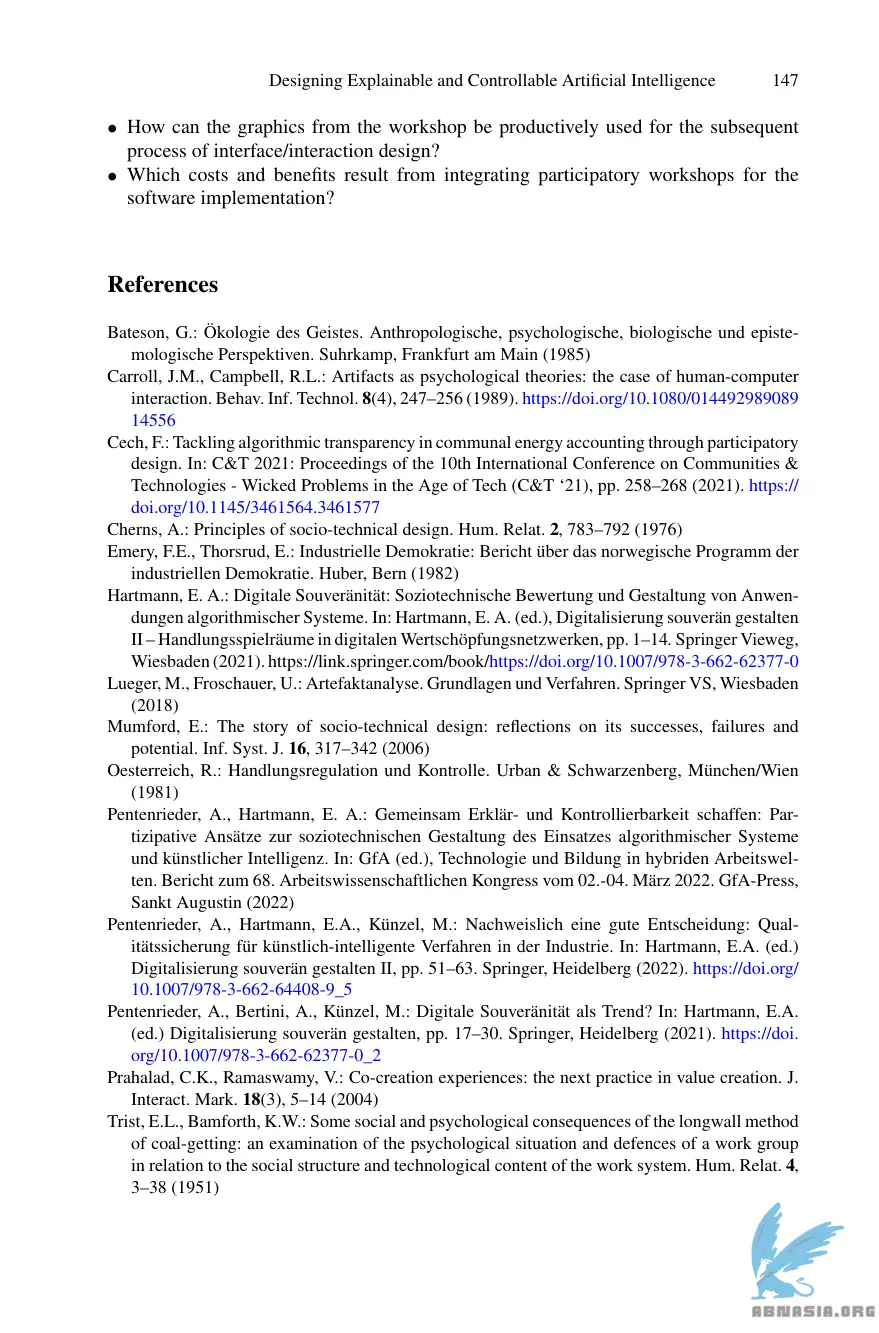 Designing Explainable and Controllable Artificial Intelligence 147
● How can the graphics from the workshop be productively used for the subsequent
process of interface/interaction design?
● Which costs and benefits result from integrating participatory workshops for the
software implementation?
References
Bateson, G.: Ökologie des Geistes. Anthropologische, psychologische, biologische und episte-
mologische Perspektiven. Suhrkamp, Frankfurt am Main (1985)
Carroll, J.M., Campbell, R.L.: Artifacts as psychological theories: the case of human-computer
interaction. Behav. Inf. Technol. 8(4), 247–256 (1989). https://doi.org/10.1080/014492989089
14556
Cech, F.: Tackling algorithmic transparency in communal energy accounting through participatory
design. In: C&T 2021: Proceedings of the 10th International Conference on Communities &
Technologies - Wicked Problems in the Age of Tech (C&T ‘21), pp. 258–268 (2021). https://
doi.org/10.1145/3461564.3461577
Cherns, A.: Principles of socio-technical design. Hum. Relat. 2, 783–792 (1976)
Emery, F.E., Thorsrud, E.: Industrielle Demokratie: Bericht über das norwegische Programm der
industriellen Demokratie. Huber, Bern (1982)
Hartmann, E. A.: Digitale Souveränität: Soziotechnische Bewertung und Gestaltung von Anwen-
dungen algorithmischer Systeme. In: Hartmann, E. A. (ed.), Digitalisierung souverän gestalten
II – Handlungsspielräume in digitalen Wertschöpfungsnetzwerken, pp. 1–14. Springer Vieweg,
Wiesbaden (2021). https://link.springer.com/book/https://doi.org/10.1007/978-3-662-62377-0
Lueger, M., Froschauer, U.: Artefaktanalyse. Grundlagen und Verfahren. Springer VS, Wiesbaden
(2018)
Mumford, E.: The story of socio-technical design: reflections on its successes, failures and
potential. Inf. Syst. J. 16, 317–342 (2006)
Oesterreich, R.: Handlungsregulation und Kontrolle. Urban & Schwarzenberg, München/Wien
(1981)
Pentenrieder, A., Hartmann, E. A.: Gemeinsam Erklär- und Kontrollierbarkeit schaffen: Par-
tizipative Ansätze zur soziotechnischen Gestaltung des Einsatzes algorithmischer Systeme
und künstlicher Intelligenz. In: GfA (ed.), Technologie und Bildung in hybriden Arbeitswel-
ten. Bericht zum 68. Arbeitswissenschaftlichen Kongress vom 02.-04. März 2022. GfA-Press,
Sankt Augustin (2022)
Pentenrieder, A., Hartmann, E.A., Künzel, M.: Nachweislich eine gute Entscheidung: Qual-
itätssicherung für künstlich-intelligente Verfahren in der Industrie. In: Hartmann, E.A. (ed.)
Digitalisierung souverän gestalten II, pp. 51–63. Springer, Heidelberg (2022). https://doi.org/
10.1007/978-3-662-64408-9_5
Pentenrieder, A., Bertini, A., Künzel, M.: Digitale Souveränität als Trend? In: Hartmann, E.A.
(ed.) Digitalisierung souverän gestalten, pp. 17–30. Springer, Heidelberg (2021). https://doi.
org/10.1007/978-3-662-62377-0_2
Prahalad, C.K., Ramaswamy, V.: Co-creation experiences: the next practice in value creation. J.
Interact. Mark. 18(3), 5–14 (2004)
Trist, E.L., Bamforth, K.W.: Some social and psychological consequences of the longwall method
of coal-getting: an examination of the psychological situation and defences of a work group
in relation to the social structure and technological content of the work system. Hum. Relat. 4,
3–38 (1951)
ABNASIA.ORG